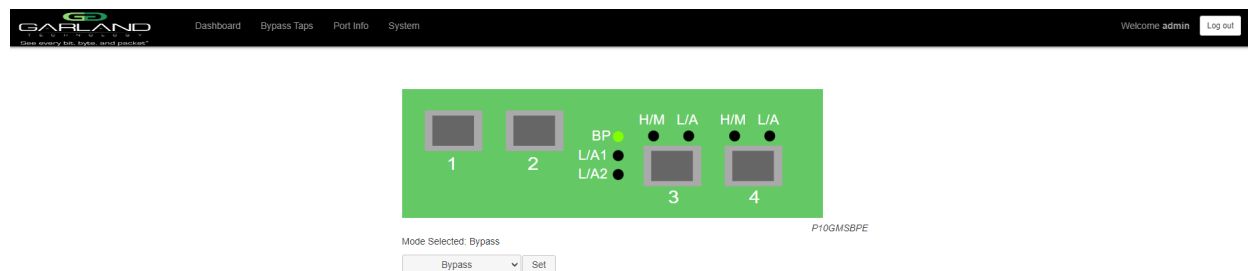 GARLAND
TECHNOLOGY
See every bit, byte, and packet®
Dashboard Bypass Taps Port Info System
Welcome admin Log out
H/M L/A H/M L/A
BP
L/A1
L/A2
1 2
3 4
P10GMSBPE
Mode Selected: Bypass
Bypass Set